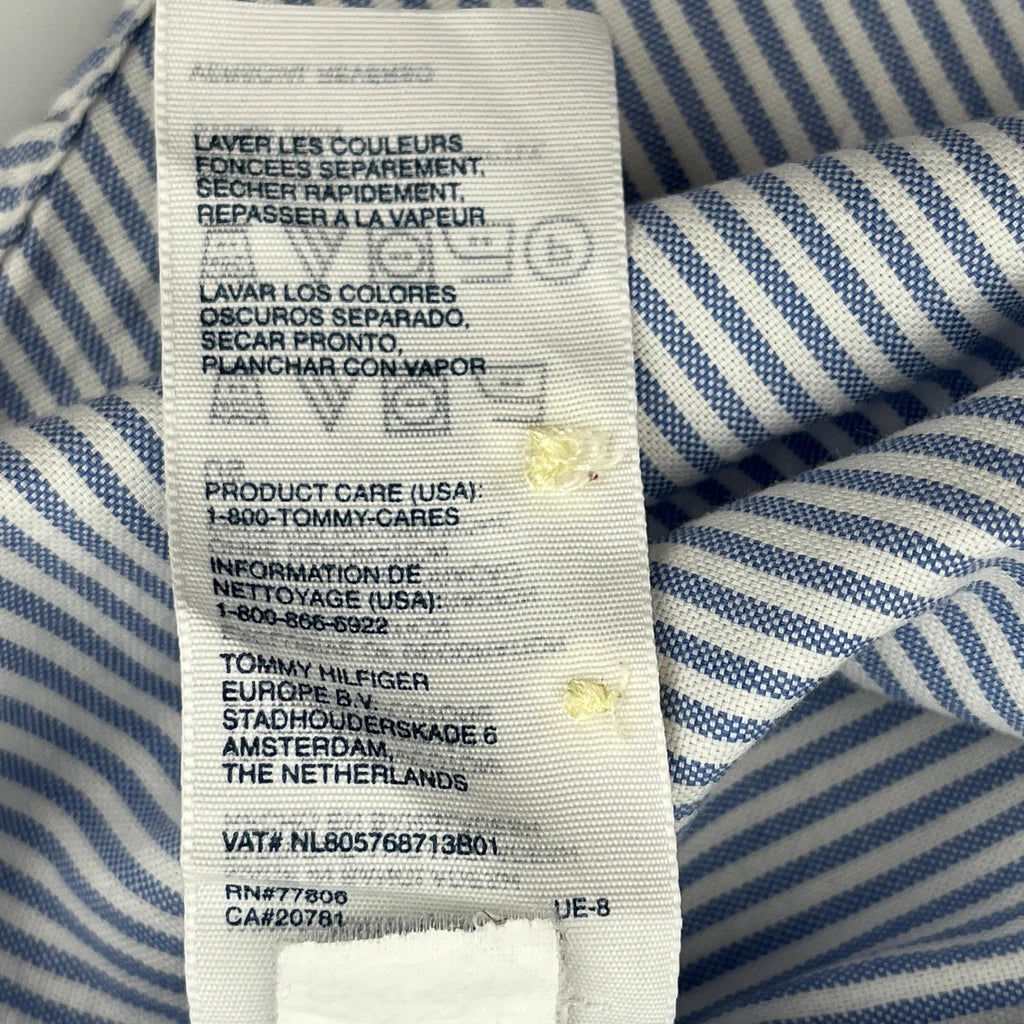 LAVER LES COULEURS
FONCEES SEPAREMENT,
SECHER RAPIDEMENT,
REPASSER A LA VAPEUR
LAVAR LOS COLORES
OSCUROS SEPARADO,
SECAR PRONTO,
PLANCHAR CON VAPOR
PRODUCT CARE (USA):
1-800-TOMMY-CARES
INFORMATION DE
NETTOYAGE (USA):
1-800-866-6922
TOMMY HILFIGER
EUROPE B.V.
STADHOUDERSKADE 6
AMSTERDAM,
THE NETHERLANDS
VAT# NL805768713B01
RN#77806
CA#20781 UE-8